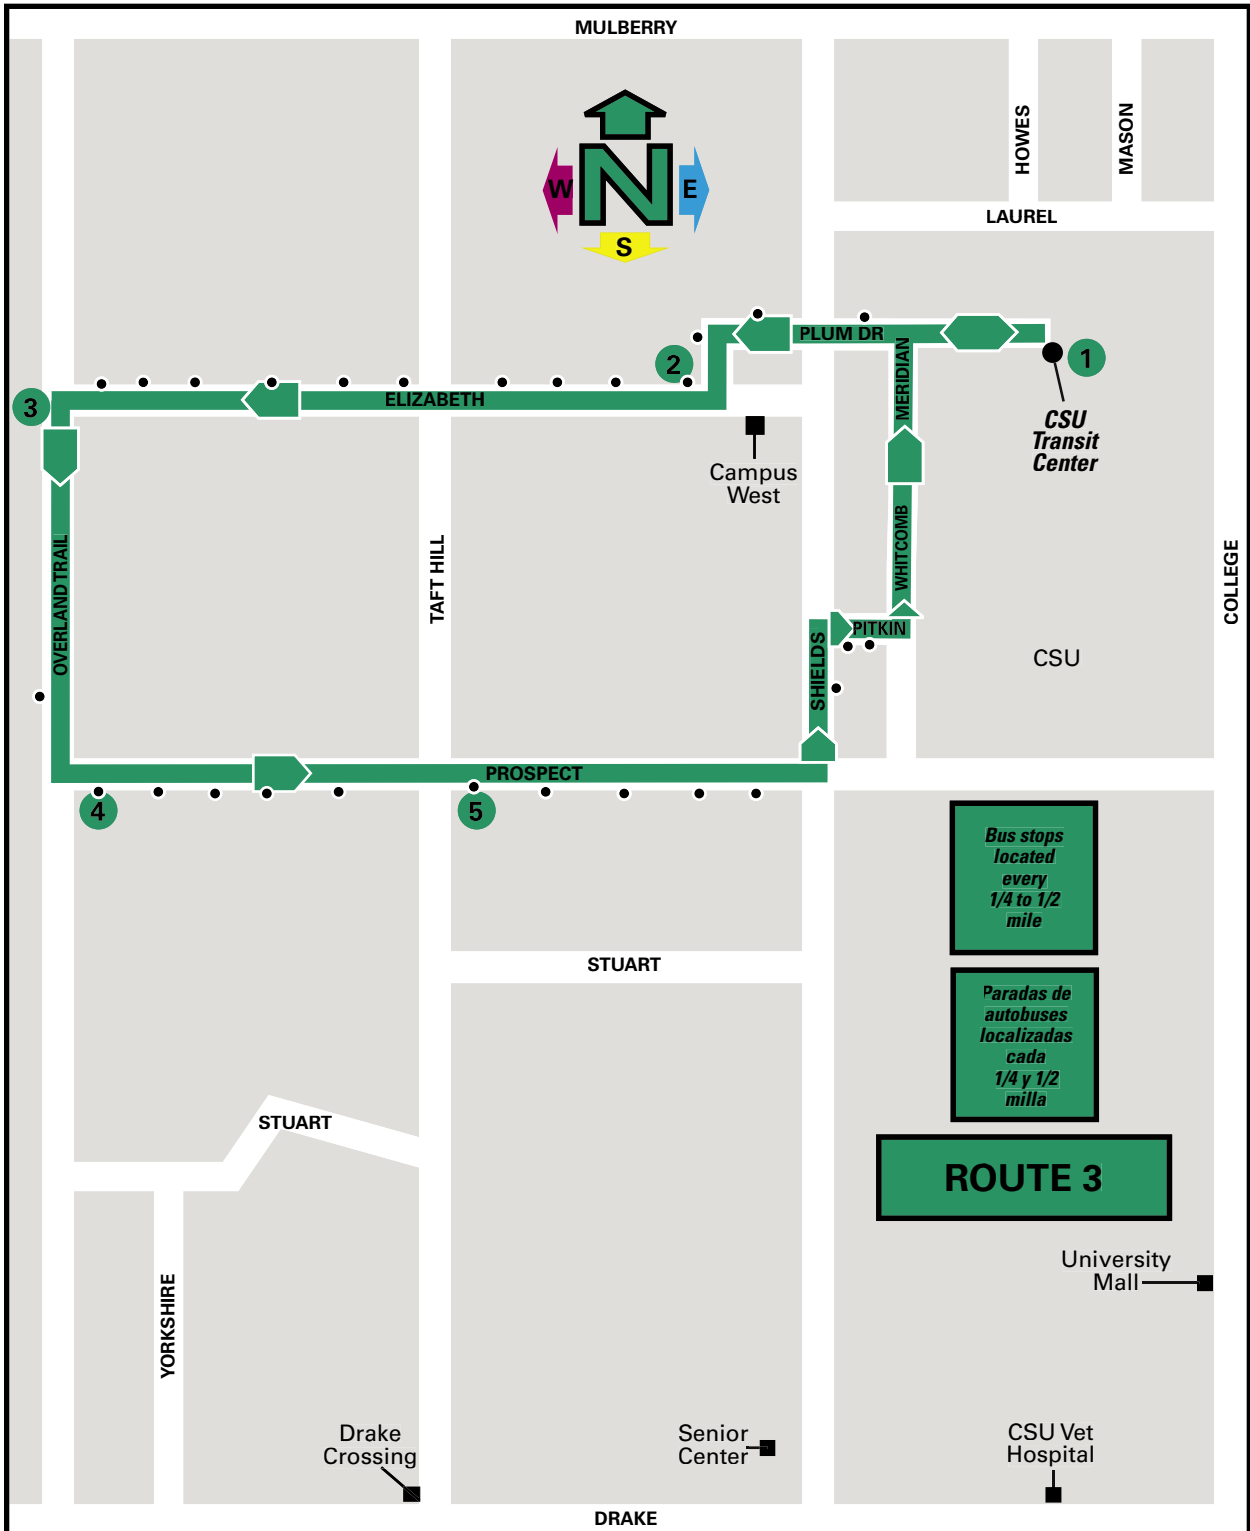 MULBERRY
HOWES
MASON
N
W
E
S
LAUREL
PLUM DR
MERIDIAN
1
2
3
ELIZABETH
CSU
Transit
Center
Campus
West
OVERLAND TRAIL
TAFT HILL
WHITCOMB
COLLEGE
PITKIN
SHIELDS
CSU
PROSPECT
4
5
Bus stops
located
every
1/4 to 1/2
mile
STUART
Paradas de
autobuses
localizadas
cada
1/4 y 1/2
milla
STUART
ROUTE 3
University
Mall
YORKSHIRE
Drake
Crossing
Senior
Center
CSU Vet
Hospital
DRAKE